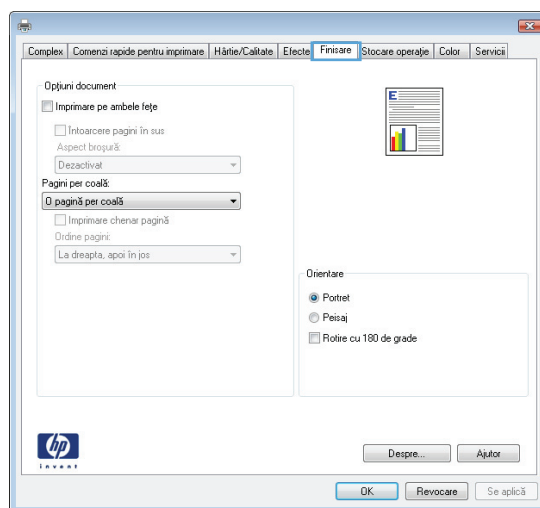 Complex Comenzi rapide pentru imprimare Hârtie/Calitate Efecte Finisare Stocare operaţie Color Servicii
Opţiuni document
Imprimare pe ambele feţe
Întoarcere pagini în sus
Aspect broşură:
Dezactivat
Pagini per coală:
O pagină per coală
Imprimare chenar pagină
Ordine pagini:
La dreapta, apoi în jos
E
Orientare
Portret
Peisaj
Rotire cu 180 de grade
hp
invent
Despre... Ajutor
OK Revocare Se aplică